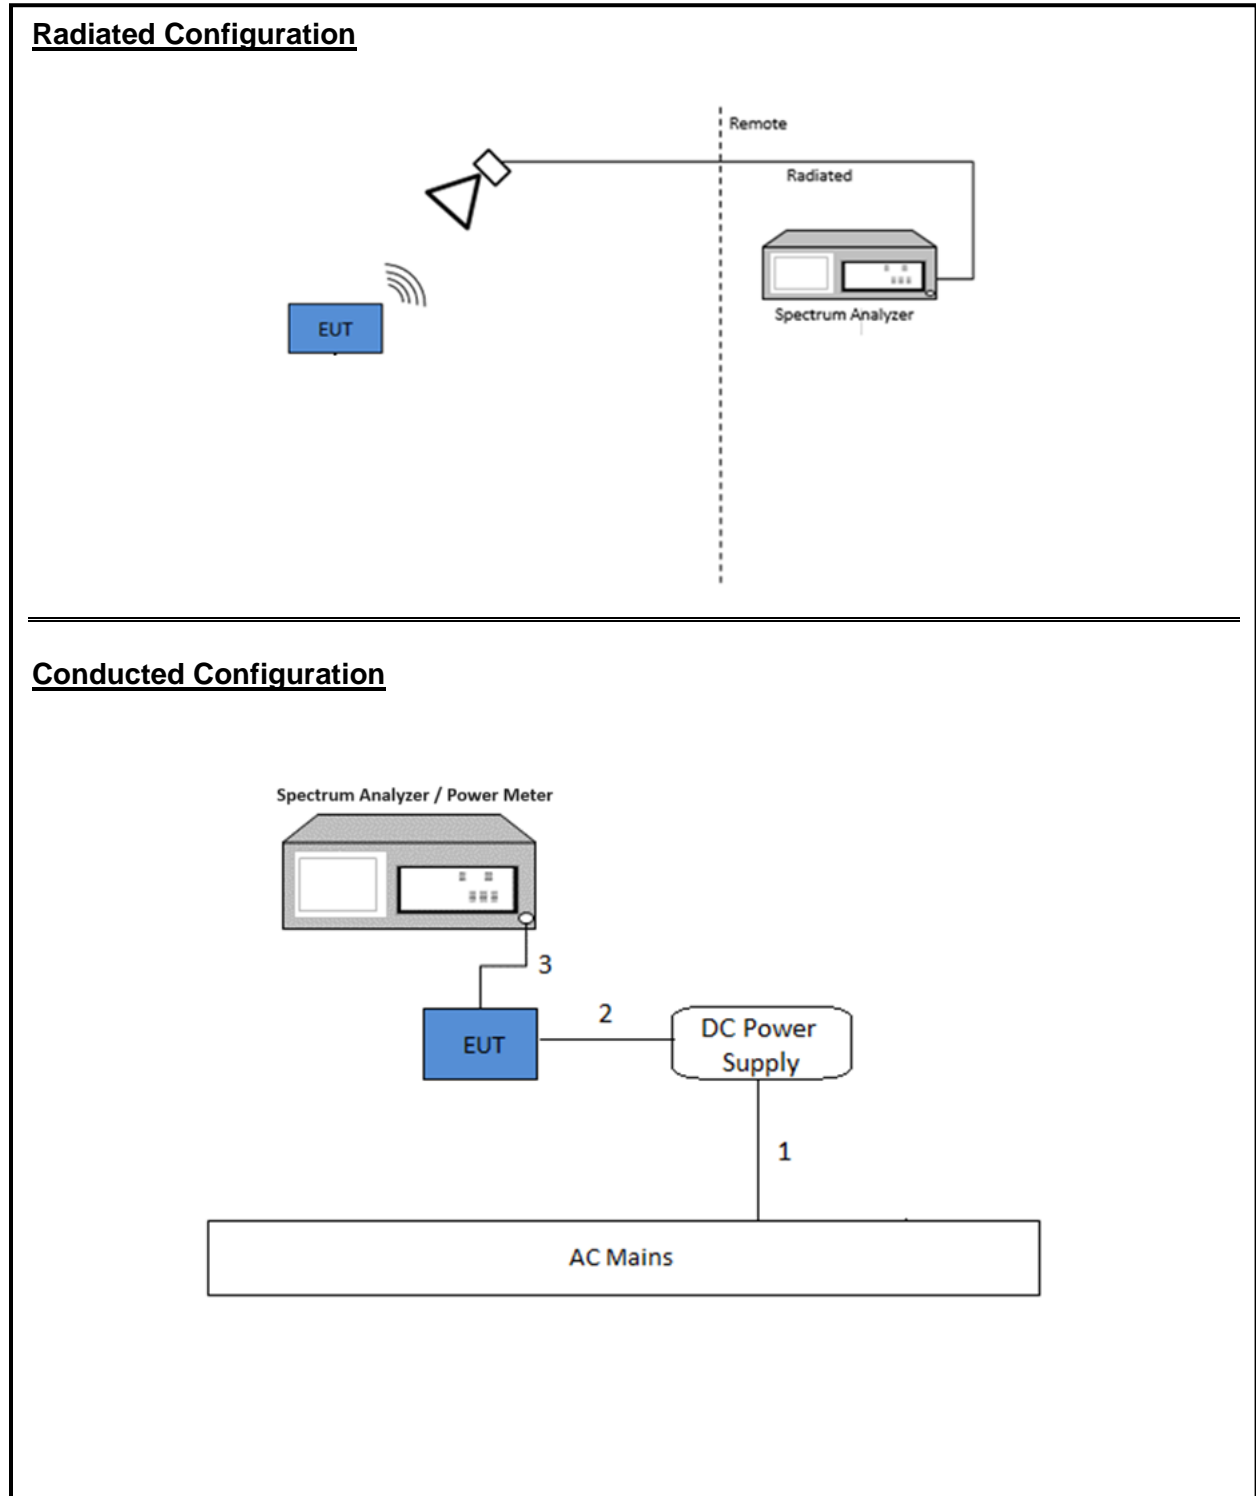 Radiated Configuration
Remote
Radiated
Spectrum Analyzer
EUT
Conducted Configuration
Spectrum Analyzer / Power Meter
3
2
DC Power
Supply
EUT
1
AC Mains